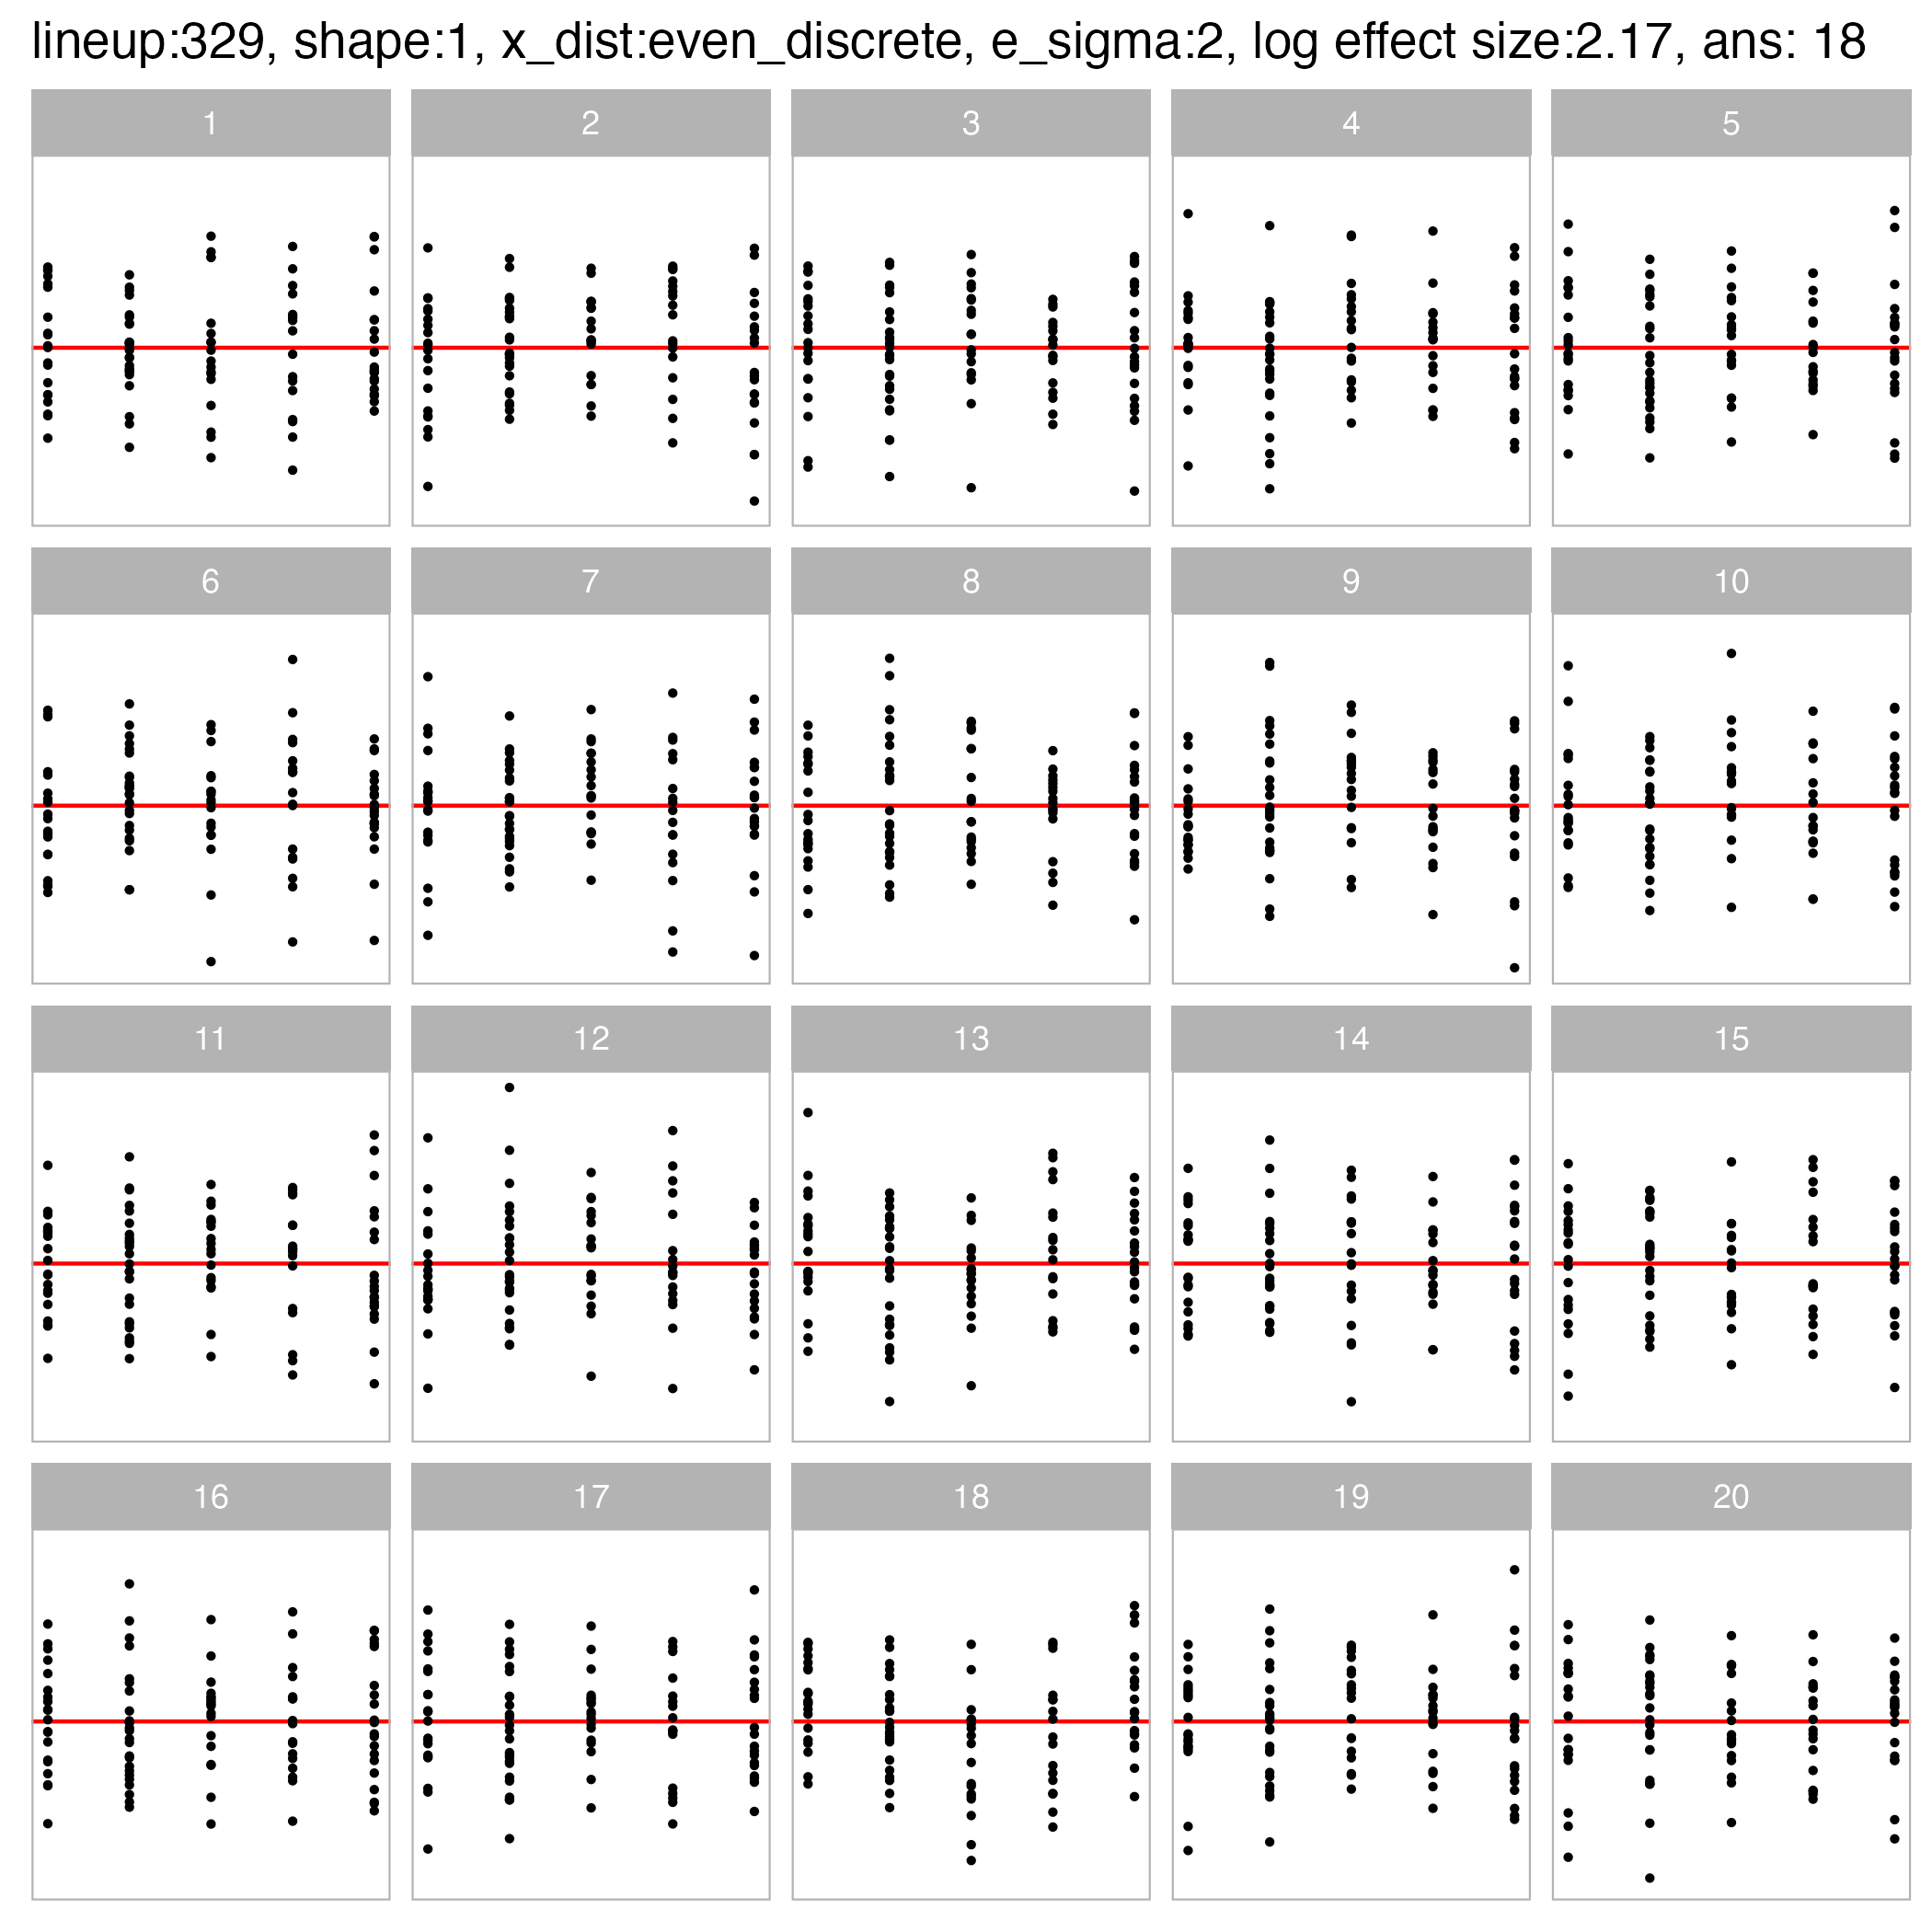 lineup:329, shape:1, x_dist:even_discrete, e_sigma:2, log effect size:2.17, ans: 18
1 2 3 4 5
6 7 8 9 10
11 12 13 14 15
16 17 18 19 20